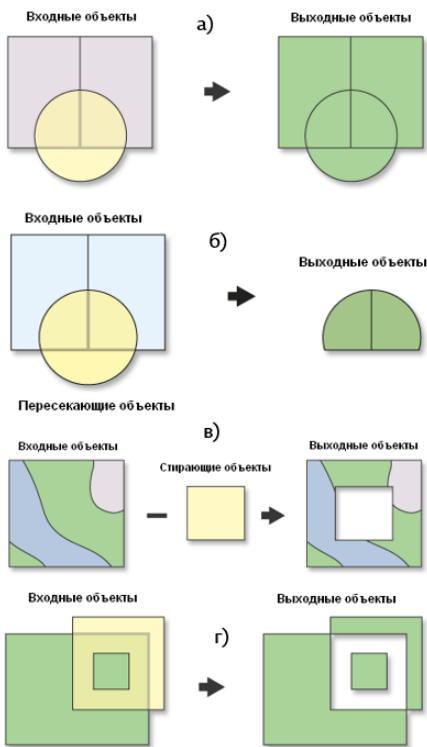 Входные объекты
а)
Выходные объекты
Входные объекты
б)
Выходные объекты
Пересекающие объекты
в)
Входные объекты
Стирающие объекты
Выходные объекты
Входные объекты
Выходные объекты
г)